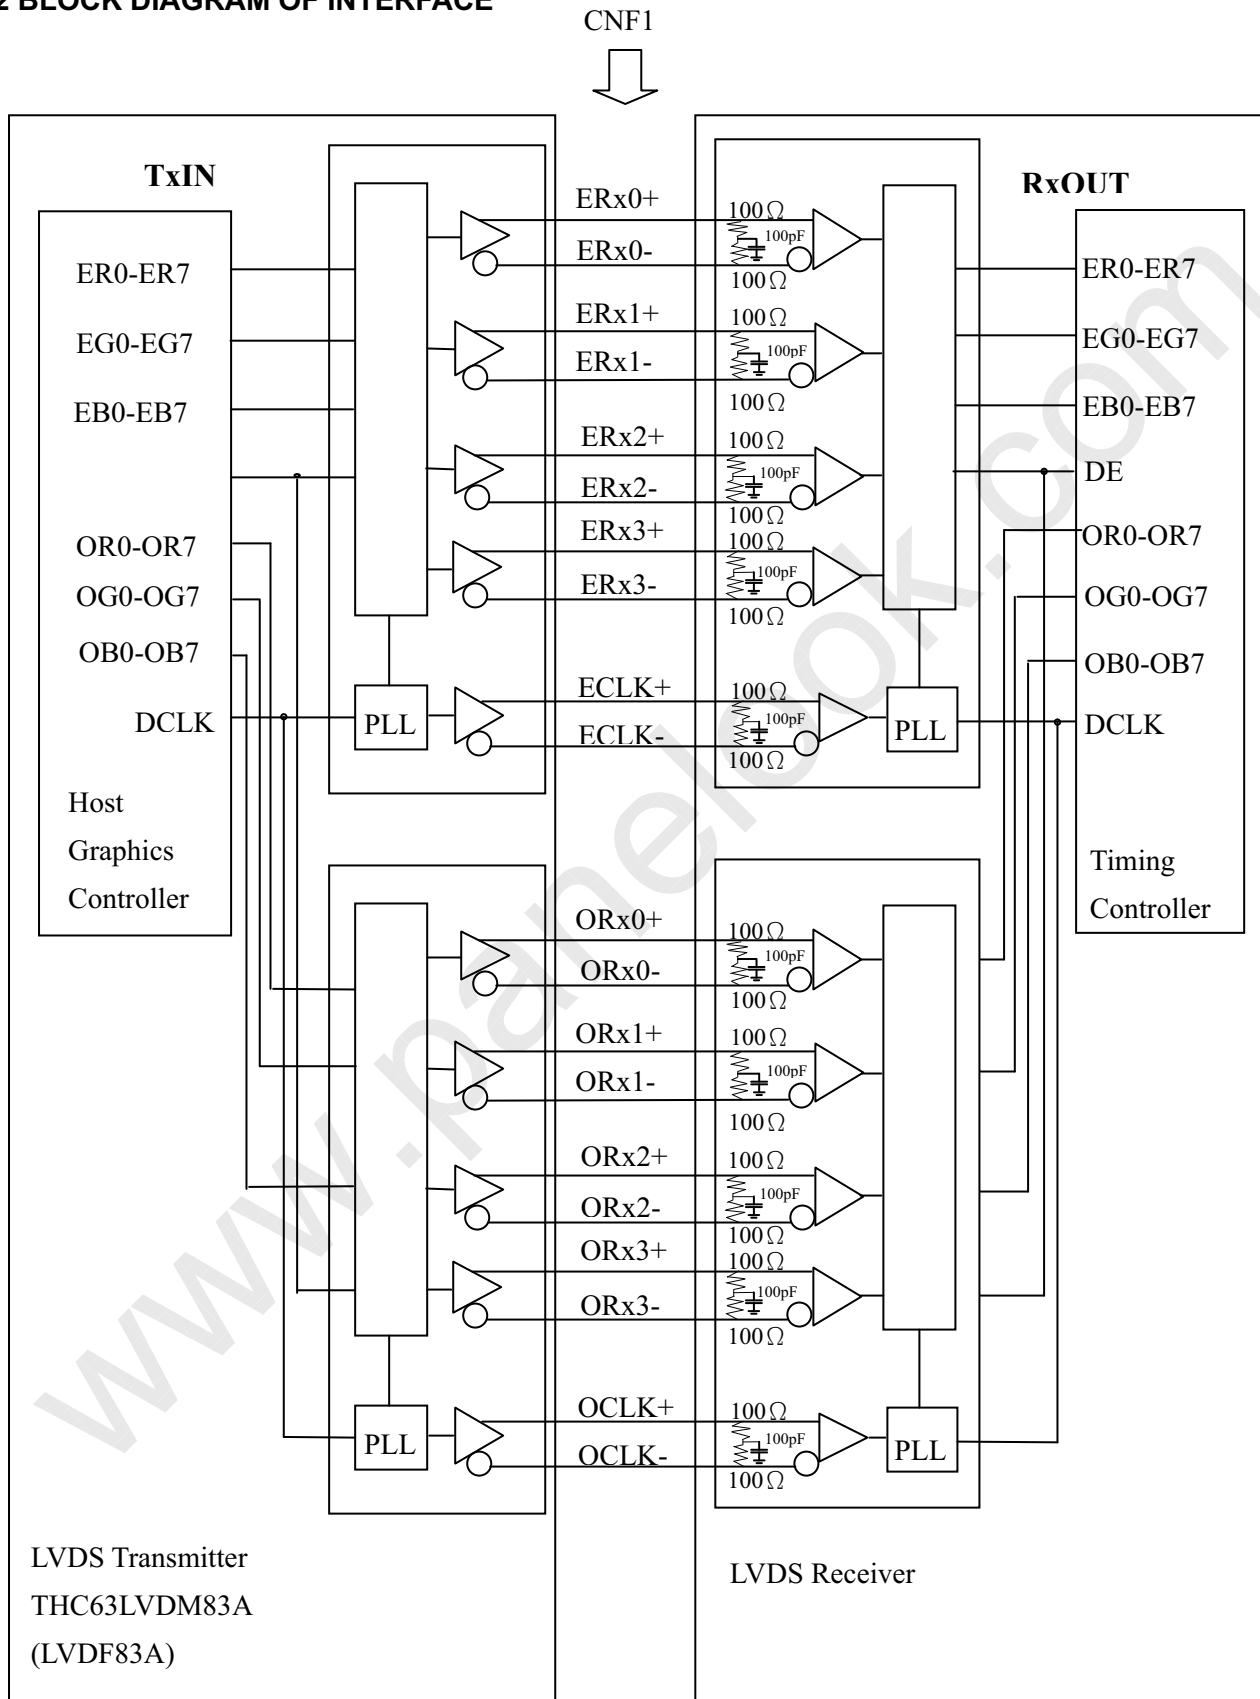 2 BLOCK DIAGRAM OF INTERFACE
CNF1
TxIN
RxOUT
ER0-ER7
EG0-EG7
EB0-EB7
OR0-OR7
OG0-OG7
OB0-OB7
DCLK
Host
Graphics
Controller
PLL
ERx0+
ERx0-
ERx1+
ERx1-
ERx2+
ERx2-
ERx3+
ERx3-
ECLK+
ECLK-
100Ω
100pF
100Ω
100Ω
100pF
100Ω
100Ω
100pF
100Ω
100Ω
100pF
100Ω
100Ω
100pF
100Ω
PLL
ER0-ER7
EG0-EG7
EB0-EB7
DE
OR0-OR7
OG0-OG7
OB0-OB7
DCLK
Timing
Controller
PLL
ORx0+
ORx0-
ORx1+
ORx1-
ORx2+
ORx2-
ORx3+
ORx3-
OCLK+
OCLK-
100Ω
100pF
100Ω
100Ω
100pF
100Ω
100Ω
100pF
100Ω
100Ω
100pF
100Ω
100Ω
100pF
100Ω
PLL
LVDS Transmitter
THC63LVDM83A
(LVDF83A)
LVDS Receiver
www.panelook.com